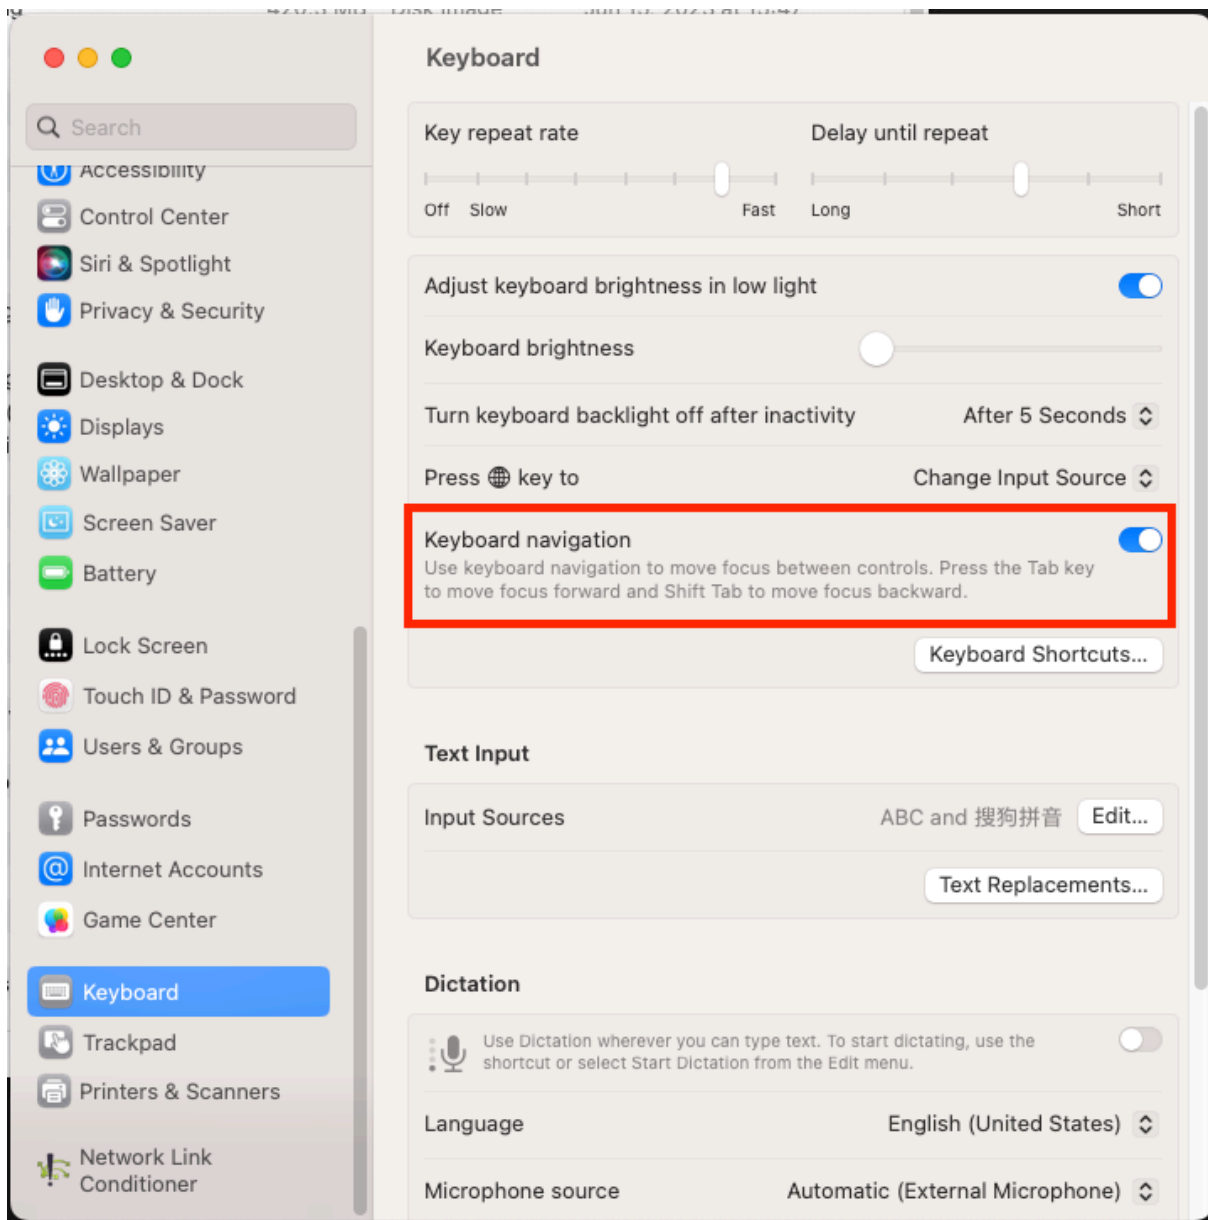 Keyboard
Search
Accessibility
Control Center
Siri & Spotlight
Privacy & Security
Desktop & Dock
Displays
Wallpaper
Screen Saver
Battery
Lock Screen
Touch ID & Password
Users & Groups
Passwords
Internet Accounts
Game Center
Keyboard
Trackpad
Printers & Scanners
Network Link
Conditioner
Key repeat rate
Delay until repeat
Off Slow Fast
Long Short
Adjust keyboard brightness in low light
Keyboard brightness
Turn keyboard backlight off after inactivity After 5 Seconds
Press key to Change Input Source
Keyboard navigation
Use keyboard navigation to move focus between controls. Press the Tab key
to move focus forward and Shift Tab to move focus backward.
Keyboard Shortcuts...
Text Input
Input Sources ABC and 搜狗拼音 Edit...
Text Replacements...
Dictation
Use Dictation wherever you can type text. To start dictating, use the
shortcut or select Start Dictation from the Edit menu.
Language English (United States)
Microphone source Automatic (External Microphone)